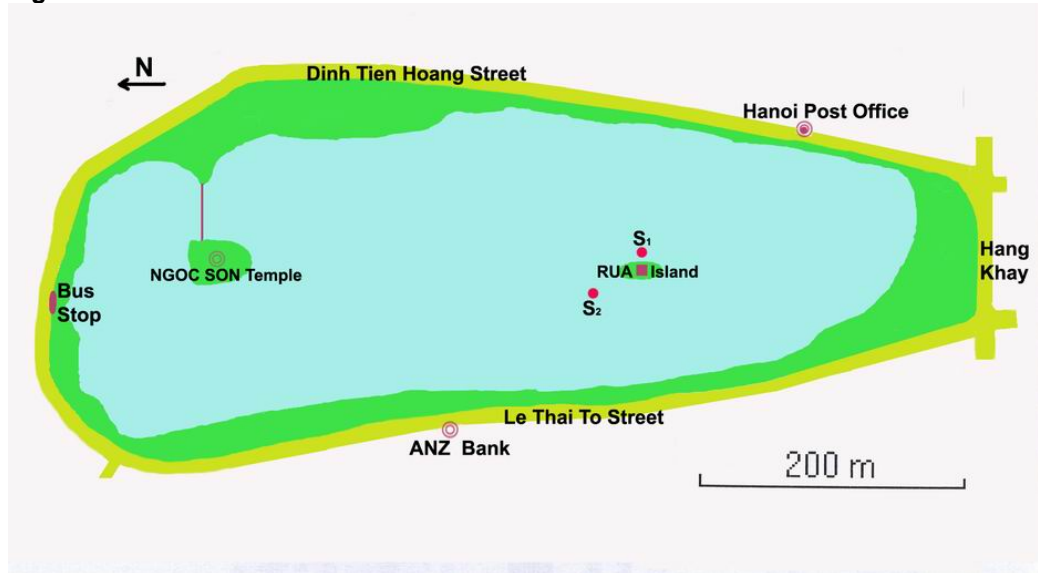 N
Dinh Tien Hoang Street
Hanoi Post Office
S1
NGOC SON Temple
RUA Island
Hang
Khay
Bus
Stop
S2
Le Thai To Street
ANZ Bank
200 m